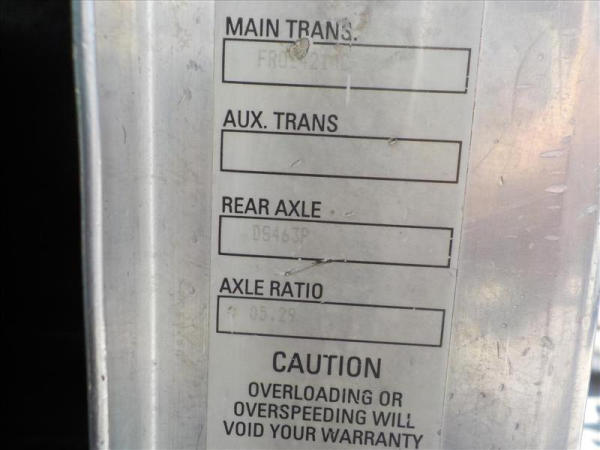 MAIN TRANS.
AUX. TRANS
REAR AXLE
DS463P
AXLE RATIO
05.29
CAUTION
OVERLOADING OR
OVERSPEEDING WILL
VOID YOUR WARRANTY